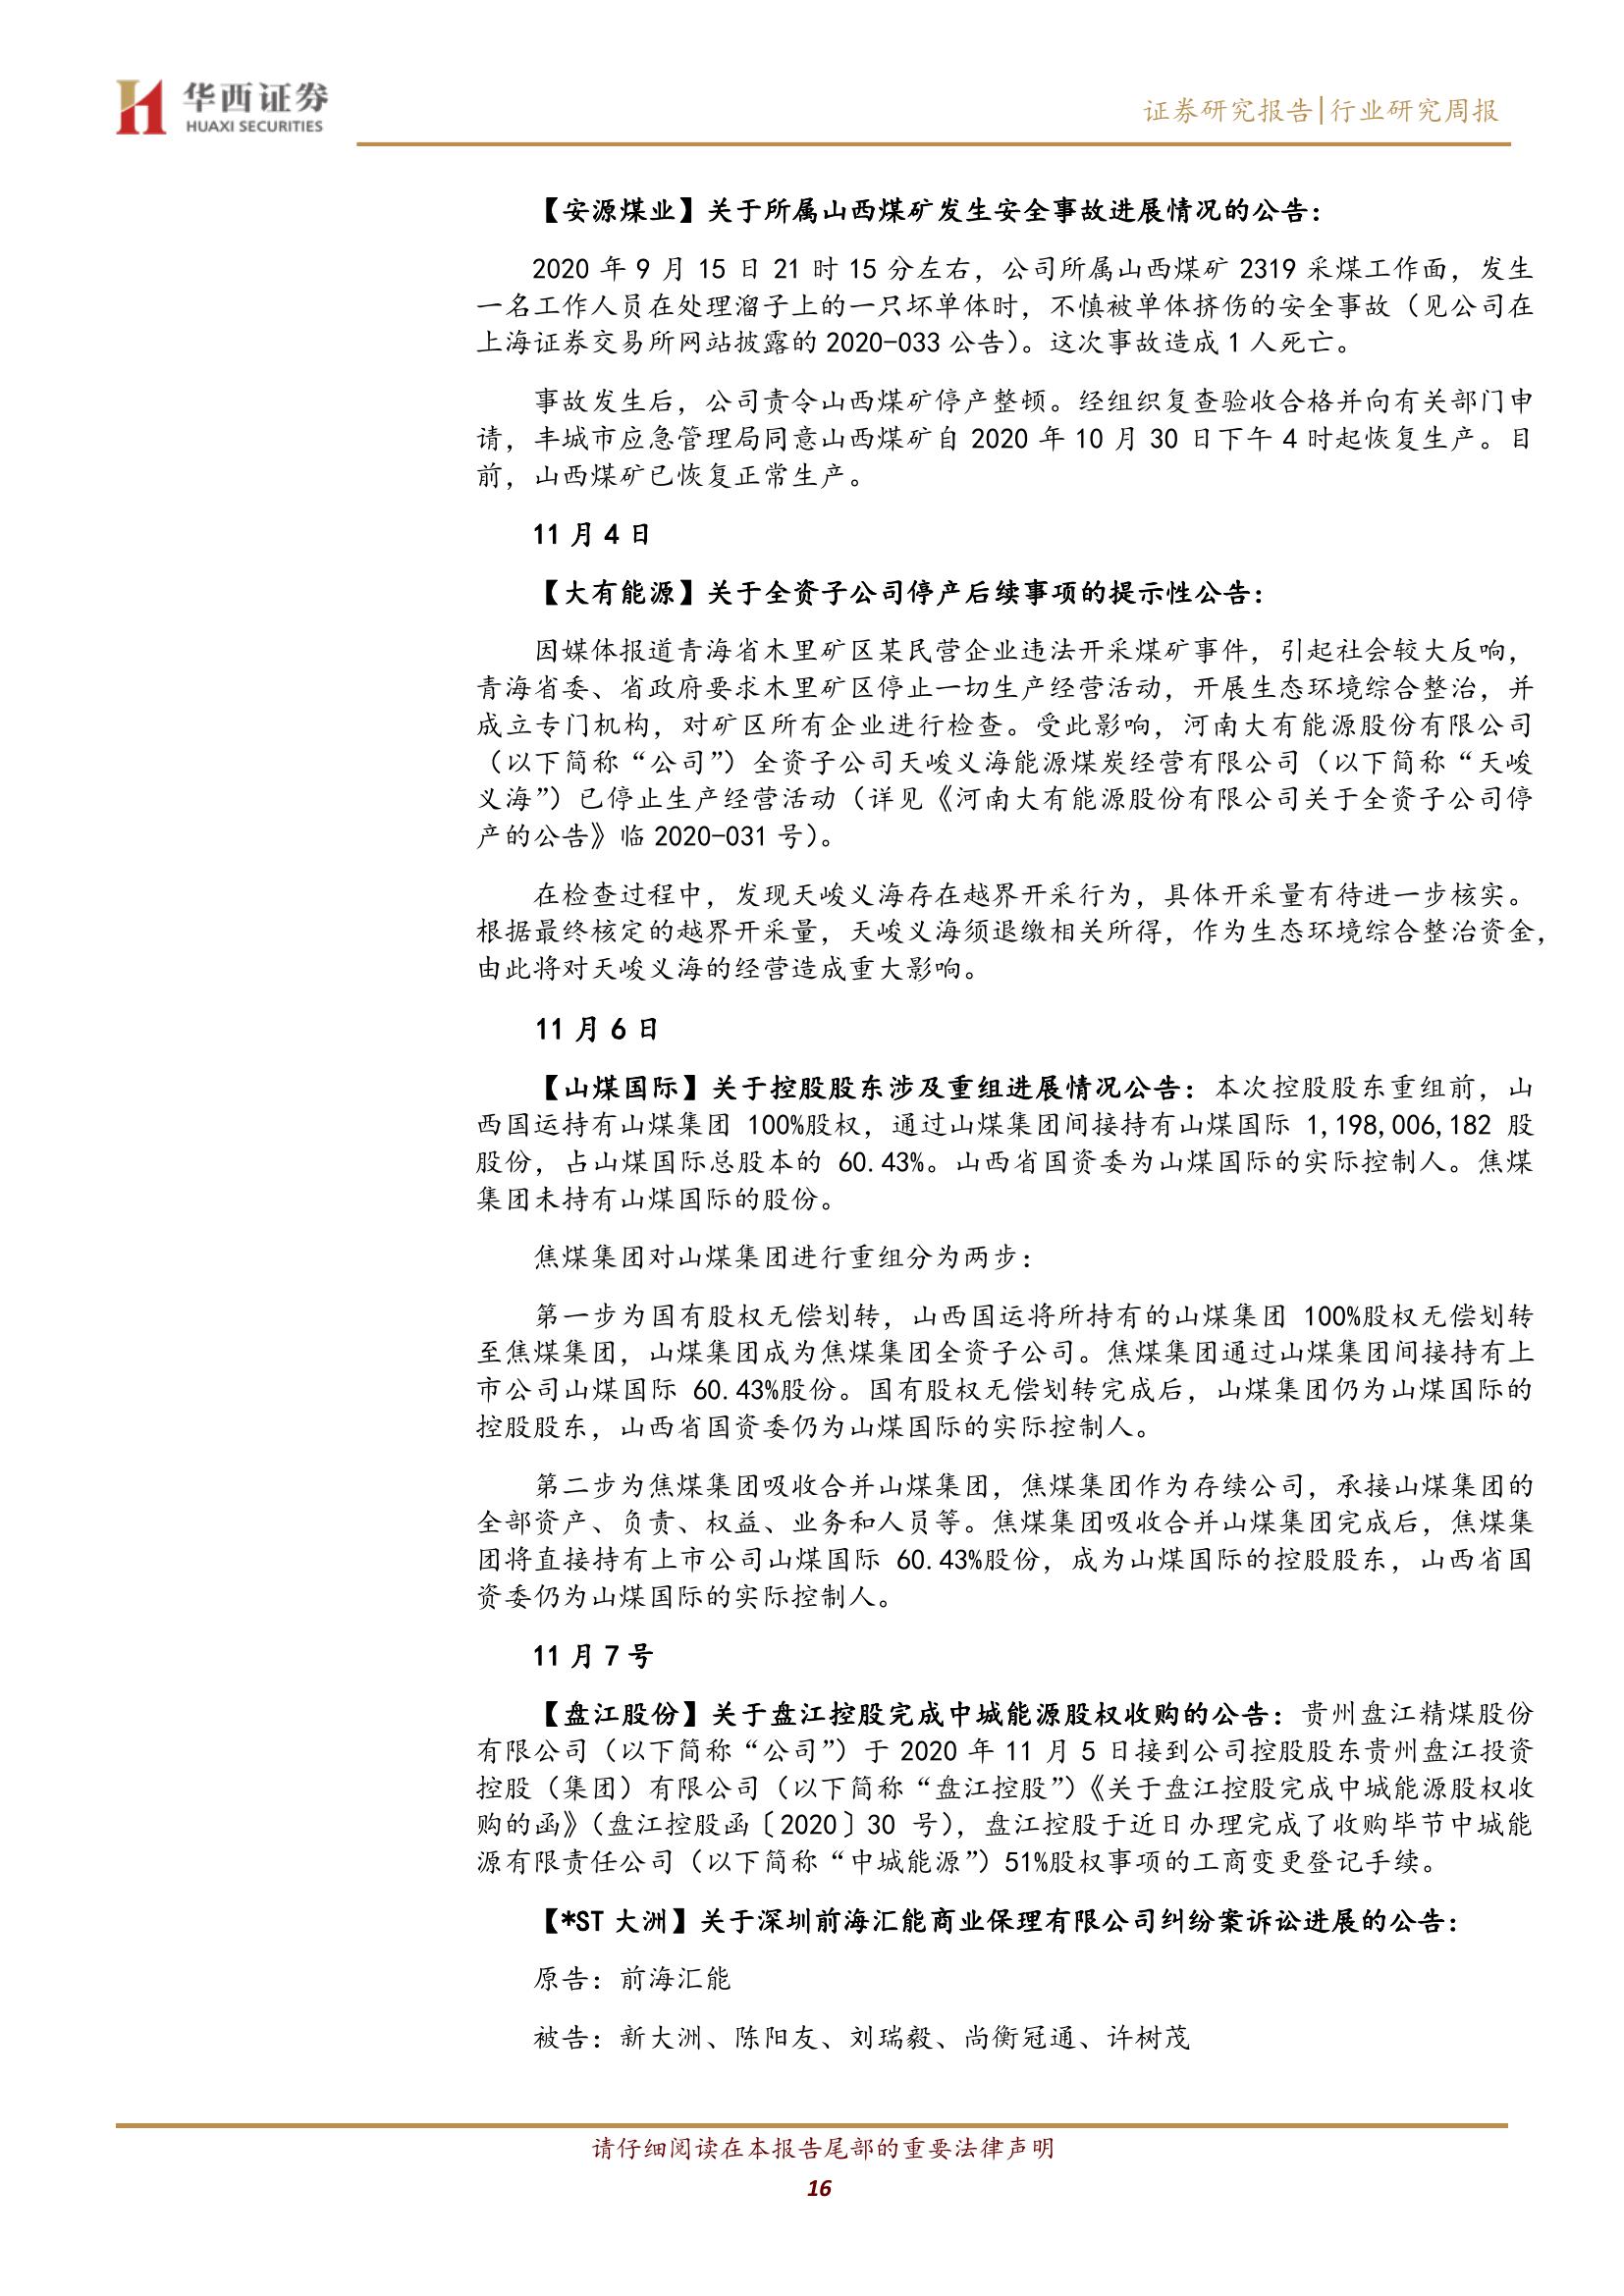 华西证券
HUAXI SECURITIES
证券研究报告|行业研究周报
【安源煤业】关于所属山西煤矿发生安全事故进展情况的公告：
2020 年 9 月 15 日 21 时 15 分左右，公司所属山西煤矿 2319 采煤工作面，发生
一名工作人员在处理溜子上的一只坏单体时，不慎被单体挤伤的安全事故（见公司在
上海证券交易所网站披露的 2020-033 公告）。这次事故造成 1 人死亡。
事故发生后，公司责令山西煤矿停产整顿。经组织复查验收合格并向有关部门申
请，丰城市应急管理局同意山西煤矿自 2020 年 10 月 30 日下午 4 时起恢复生产。目
前，山西煤矿已恢复正常生产。
11 月 4 日
【大有能源】关于全资子公司停产后续事项的提示性公告：
因媒体报道青海省木里矿区某民营企业违法开采煤矿事件，引起社会较大反响，
青海省委、省政府要求木里矿区停止一切生产经营活动，开展生态环境综合整治，并
成立专门机构，对矿区所有企业进行检查。受此影响，河南大有能源股份有限公司
（以下简称“公司”）全资子公司天峻义海能源煤炭经营有限公司（以下简称“天峻
义海”）已停止生产经营活动（详见《河南大有能源股份有限公司关于全资子公司停
产的公告》临 2020-031 号）。
在检查过程中，发现天峻义海存在越界开采行为，具体开采量有待进一步核实。
根据最终核定的越界开采量，天峻义海须退缴相关所得，作为生态环境综合整治资金，
由此将对天峻义海的经营造成重大影响。
11 月 6 日
【山煤国际】关于控股股东涉及重组进展情况公告：本次控股股东重组前，山
西国运持有山煤集团 100%股权，通过山煤集团间接持有山煤国际 1,198,006,182 股
股份，占山煤国际总股本的 60.43%。山西省国资委为山煤国际的实际控制人。焦煤
集团未持有山煤国际的股份。
焦煤集团对山煤集团进行重组分为两步：
第一步为国有股权无偿划转，山西国运将所持有的山煤集团 100%股权无偿划转
至焦煤集团，山煤集团成为焦煤集团全资子公司。焦煤集团通过山煤集团间接持有上
市公司山煤国际 60.43%股份。国有股权无偿划转完成后，山煤集团仍为山煤国际的
控股股东，山西省国资委仍为山煤国际的实际控制人。
第二步为焦煤集团吸收合并山煤集团，焦煤集团作为存续公司，承接山煤集团的
全部资产、负责、权益、业务和人员等。焦煤集团吸收合并山煤集团完成后，焦煤集
团将直接持有上市公司山煤国际 60.43%股份，成为山煤国际的控股股东，山西省国
资委仍为山煤国际的实际控制人。
11 月 7 号
【盘江股份】关于盘江控股完成中城能源股权收购的公告：贵州盘江精煤股份
有限公司（以下简称“公司”）于 2020 年 11 月 5 日接到公司控股股东贵州盘江投资
控股（集团）有限公司（以下简称“盘江控股”）《关于盘江控股完成中城能源股权收
购的函》（盘江控股函〔2020〕30 号），盘江控股于近日办理完成了收购毕节中城能
源有限责任公司（以下简称“中城能源”）51%股权事项的工商变更登记手续。
【*ST 大洲】关于深圳前海汇能商业保理有限公司纠纷案诉讼进展的公告：
原告：前海汇能
被告：新大洲、陈阳友、刘瑞毅、尚衡冠通、许树茂
请仔细阅读在本报告尾部的重要法律声明
16